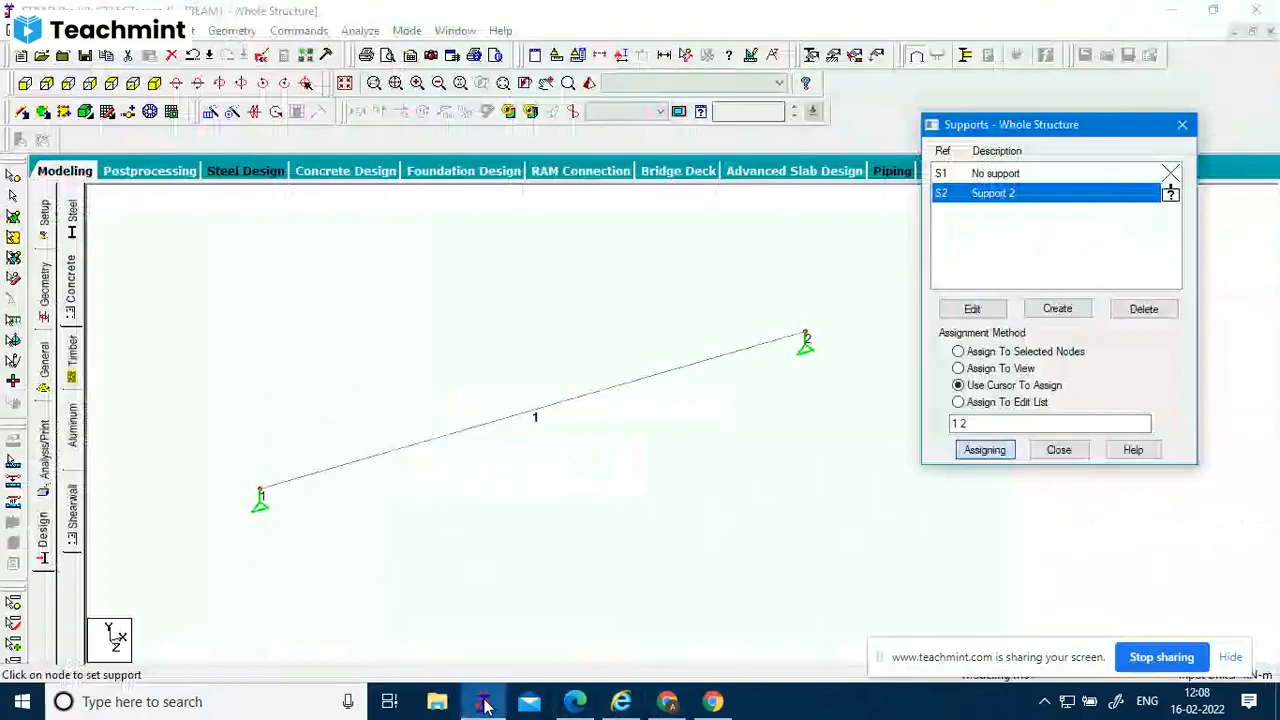 BEAM1 - Whole Structure]
Teachmint
Geometry Commands Analyze Mode Window Help
Modeling Postprocessing Steel Design Concrete Design Foundation Design RAM Connection Bridge Deck Advanced Slab Design Piping
Setup
Geometry
General
Analysis/Print
Design
Steel
Concrete
Timber
Aluminum
Shearwall
2
1
1
Y
X
Z
Supports - Whole Structure
Ref Description
S1 No support
S2 Support 2
Edit Create Delete
Assignment Method
Assign To Selected Nodes
Assign To View
Use Cursor To Assign
Assign To Edit List
1 2
Assigning Close Help
www.teachmint.com is sharing your screen. Stop sharing Hide
Click on node to set support
Type here to search
ENG
12:08
16-02-2022